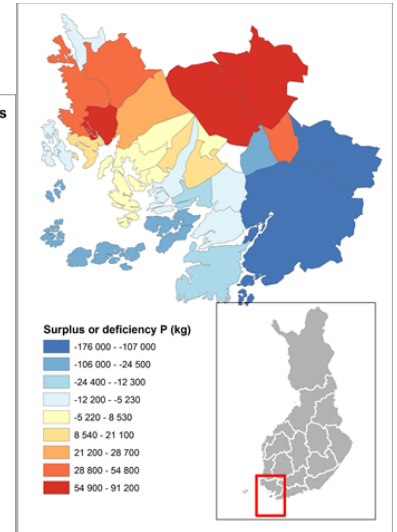 s
Surplus or deficiency P (kg)
-176 000 - -107 000
-106 000 - -24 500
-24 400 - -12 300
-12 200 - -5 230
-5 220 - 8 530
8 540 - 21 100
21 200 - 28 700
28 800 - 54 800
54 900 - 91 200